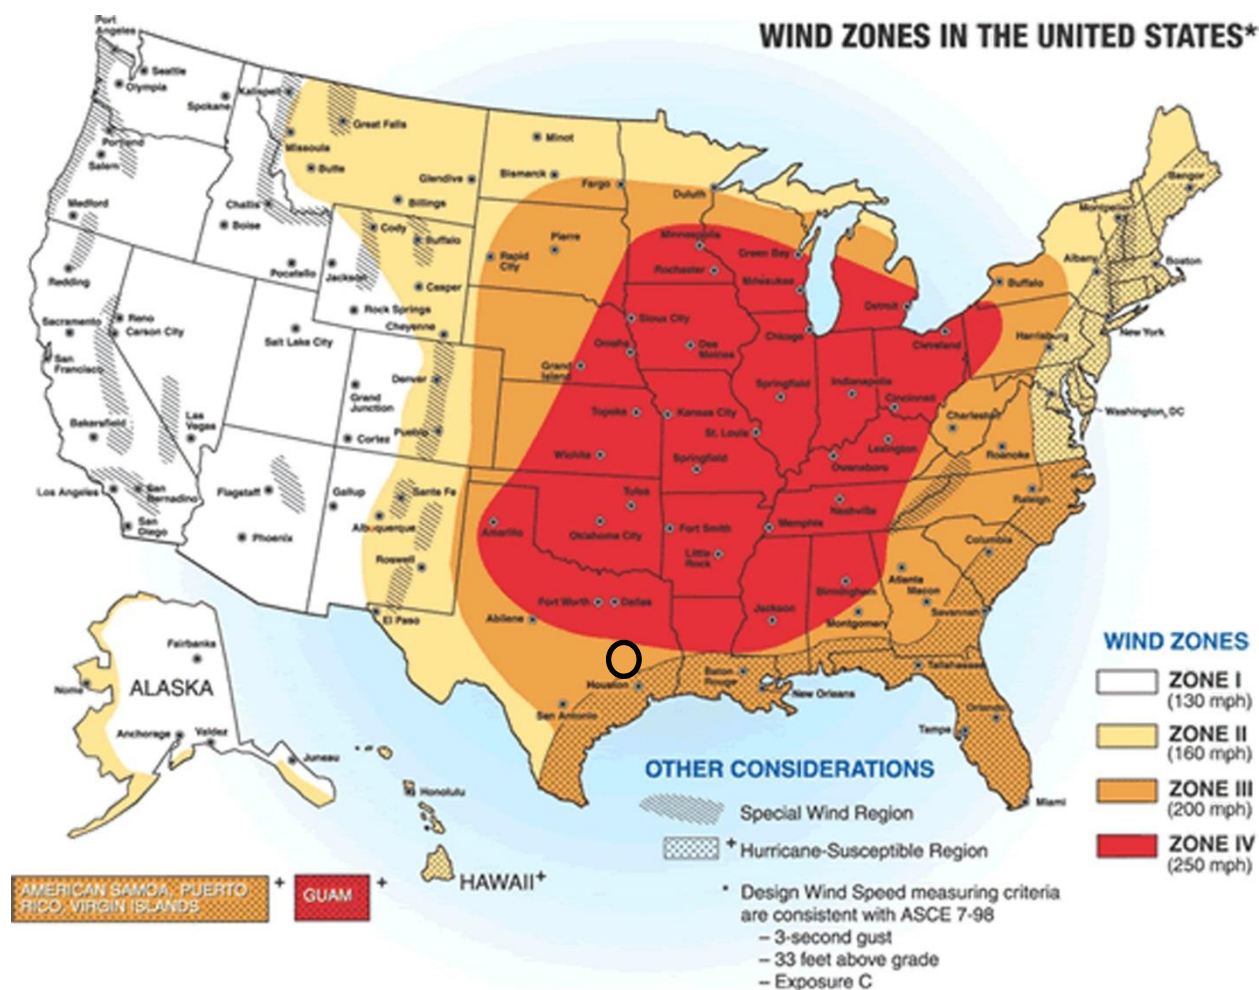 WIND ZONES IN THE UNITED STATES*
Port
Angeles
Seattle
Olympia
Spokane
Kalispell
Great Falls
Minot
Portland
Salem
Missoula
Butte
Glendive
Bismarck
Fargo
Duluth
Bangor
Medford
Challis
Boise
Billings
Montpelier
Cody
Buffalo
Pierre
Rapid
City
Minneapolis
Green Bay
Albany
Boston
Redding
Pocatello
Jackson
Casper
Rochester
Milwaukee
Buffalo
Rock Springs
Detroit
Sacramento
Reno
Carson City
Cheyenne
Sioux City
New York
Salt Lake City
Omaha
Des
Moines
Chicago
Cleveland
Harrisburg
San
Francisco
Grand
Island
Denver
Grand
Junction
Springfield
Indianapolis
Cincinnati
Washington, DC
Las
Vegas
Bakersfield
Topeka
Kansas City
Charleston
Cortez
Pueblo
St. Louis
Lexington
Roanoke
Wichita
Springfield
Owensboro
Los Angeles
San
Bernadino
Flagstaff
Gallup
Sante Fe
Tulsa
Nashville
Raleigh
San
Diego
Phoenix
Albuquerque
Amarillo
Oklahoma City
Fort Smith
Memphis
Columbia
Roswell
Little
Rock
Atlanta
Birmingham
Macon
Fort Worth
Dallas
Savannah
El Paso
Abilene
Jackson
Montgomery
Houston
Baton
Rouge
New Orleans
Tallahassee
San Antonio
Orlando
Tampa
Miami
Fairbanks
Nome
ALASKA
Anchorage
Valdez
Juneau
Honolulu
HAWAII+
WIND ZONES
ZONE I
(130 mph)
ZONE II
(160 mph)
ZONE III
(200 mph)
ZONE IV
(250 mph)
OTHER CONSIDERATIONS
Special Wind Region
+ Hurricane-Susceptible Region
* Design Wind Speed measuring criteria
are consistent with ASCE 7-98
– 3-second gust
– 33 feet above grade
– Exposure C
AMERICAN SAMOA, PUERTO
RICO, VIRGIN ISLANDS
+
GUAM
+